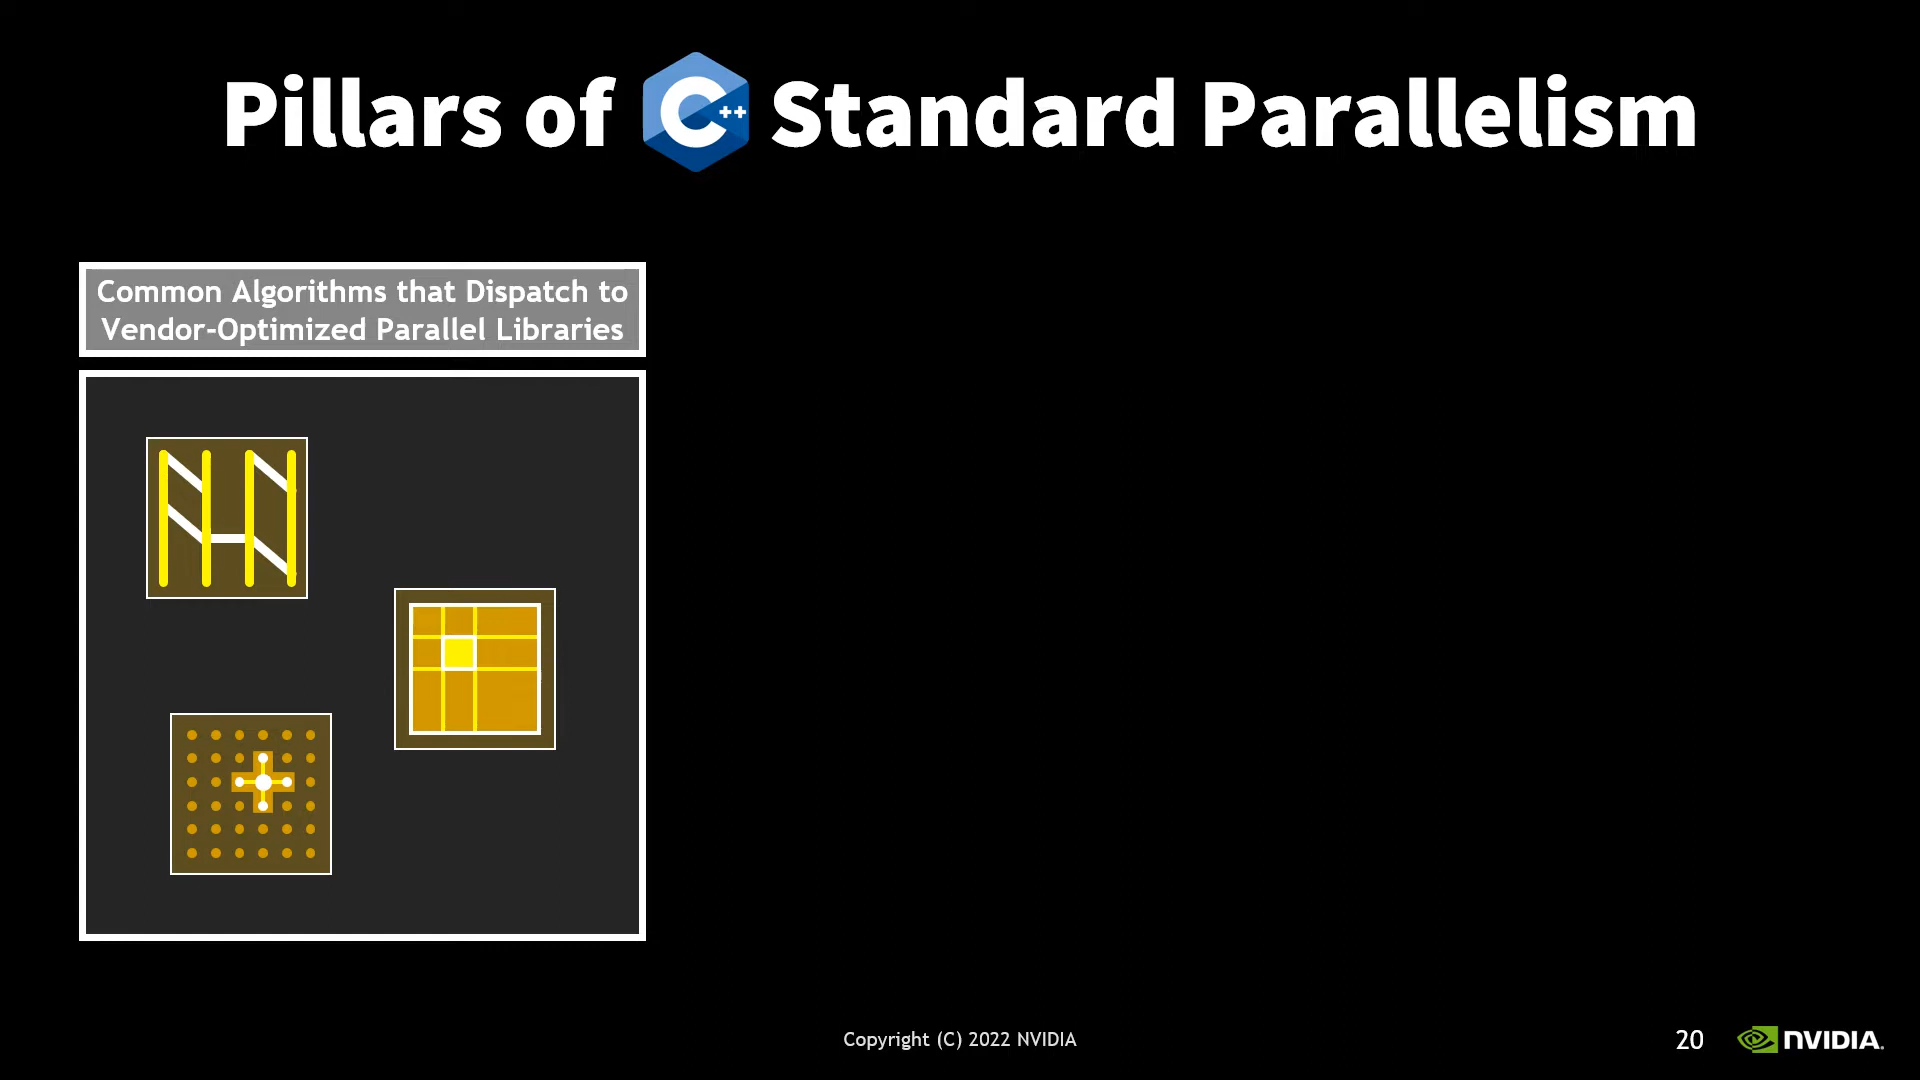 Pillars of C++ Standard Parallelism
Common Algorithms that Dispatch to
Vendor-Optimized Parallel Libraries
Copyright (C) 2022 NVIDIA
20
NVIDIA.